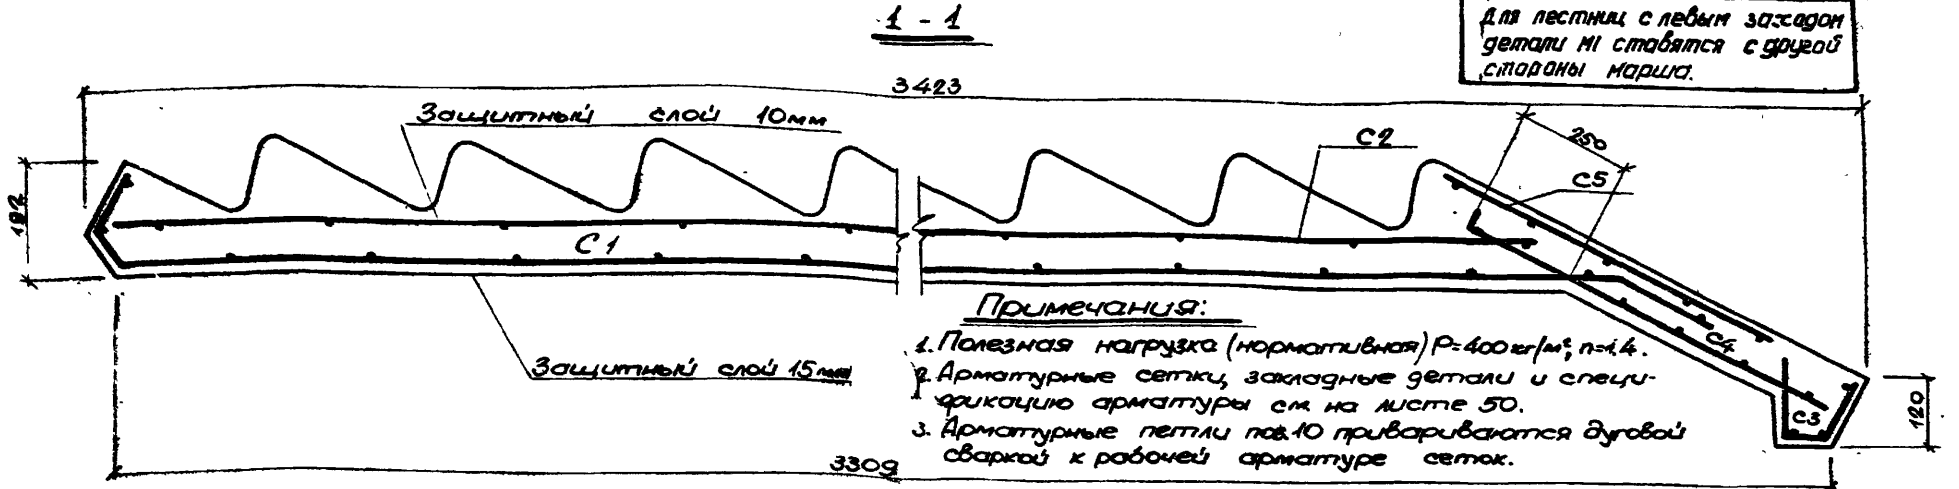 1 - 1
Для лестниц с левым заходом
детали М1 ставятся с другой
стороны марша.
3423
Защитный слой 10мм
С2
250
С5
192
С1
Примечания:
1. Полезная нагрузка (нормативная) Р=400 кг/м², n=1.4.
2. Арматурные сетки, закладные детали и специ-
фикацию арматуры см. на листе 50.
3. Арматурные петли поз.10 привариваются дуговой
сваркой к рабочей арматуре сеток.
С4
Защитный слой 15мм
С3
120
3309